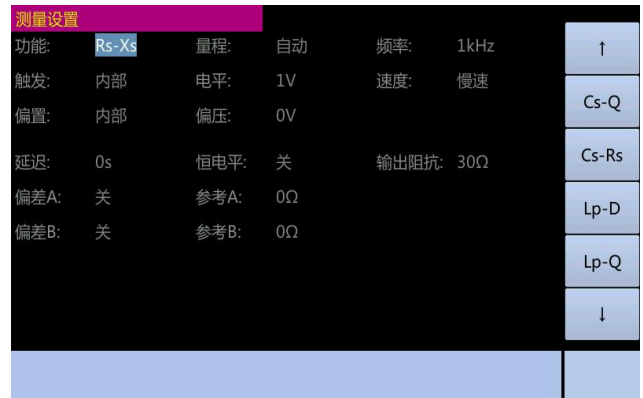 测量设置
功能: Rs-Xs 量程: 自动 频率: 1kHz
触发: 内部 电平: 1V 速度: 慢速
偏置: 内部 偏压: 0V
延迟: 0s 恒电平: 关 输出阻抗: 30Ω
偏差A: 关 参考A: 0Ω
偏差B: 关 参考B: 0Ω
↑
Cs-Q
Cs-Rs
Lp-D
Lp-Q
↓